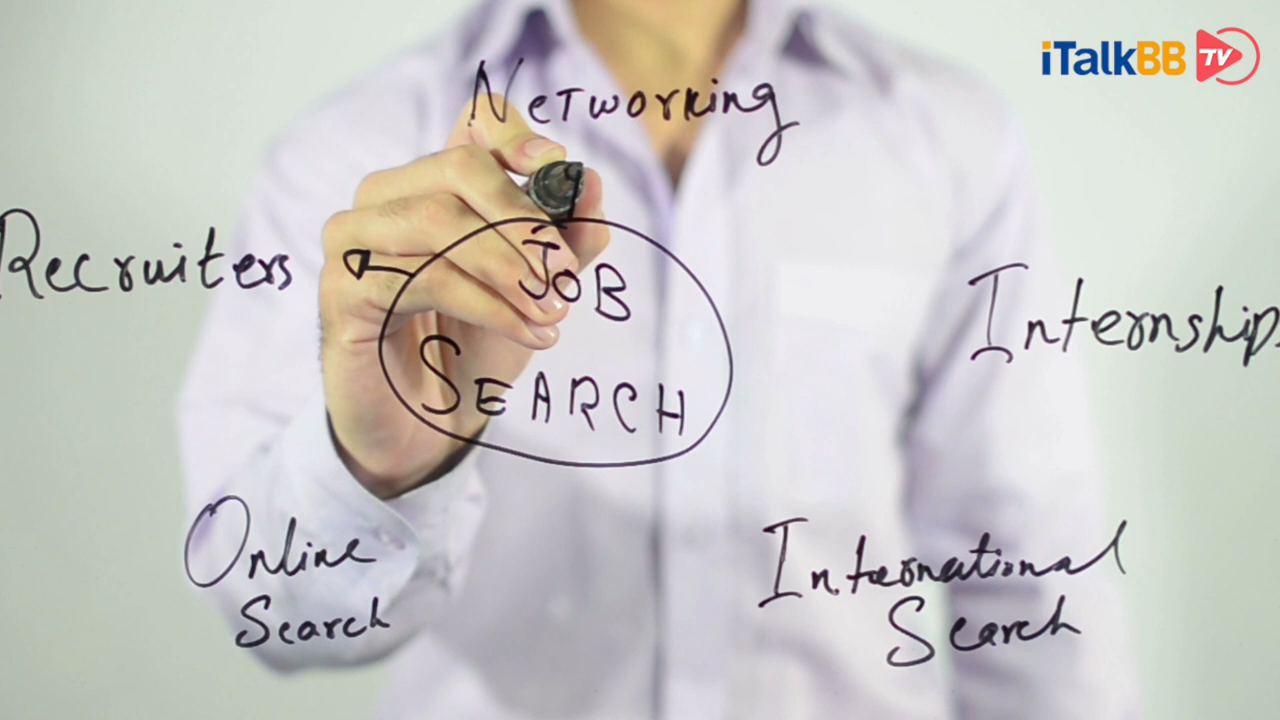 iTalkBB TV
Networking
Recruiters
JOB
SEARCH
Internships
Online
Search
International
Search